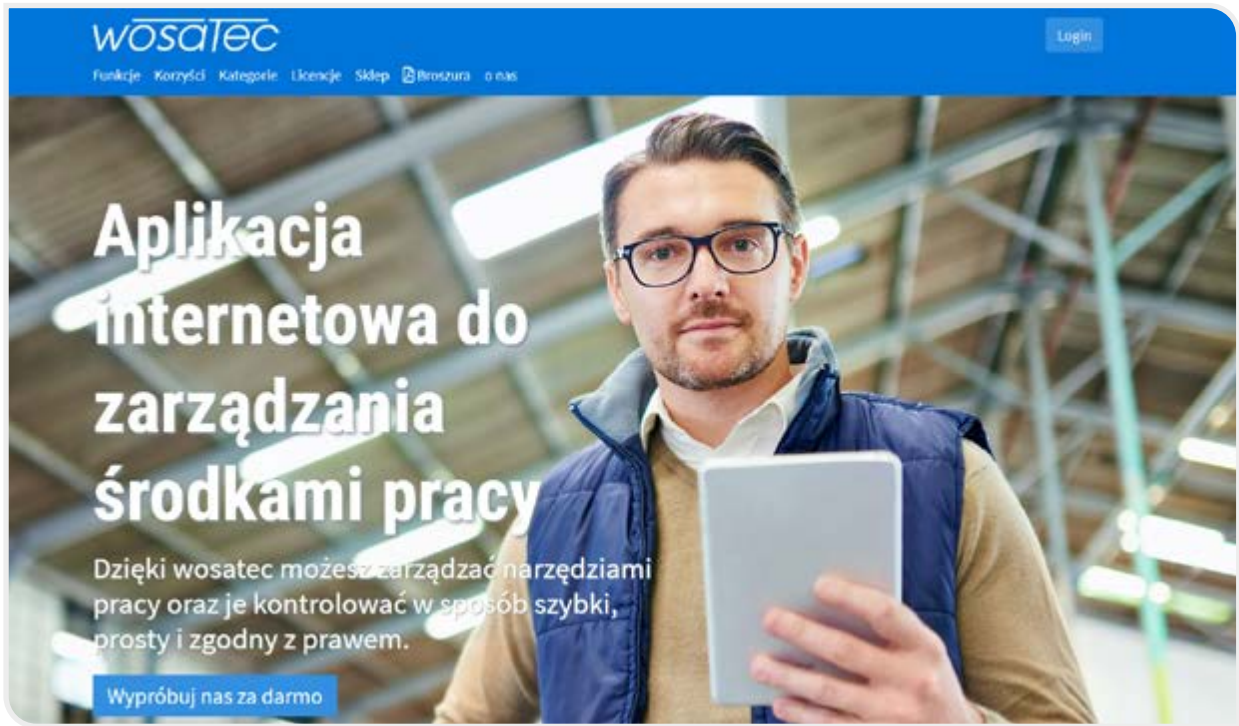 wosatec
Login
Funkcje Korzyści Kategorie Licencje Sklep Broszura o nas
Aplikacja
internetowa do
zarządzania
środkami pracy
Dzięki wosatec możesz zarządzać narzędziami
pracy oraz je kontrolować w sposób szybki,
prosty i zgodny z prawem.
Wypróbuj nas za darmo